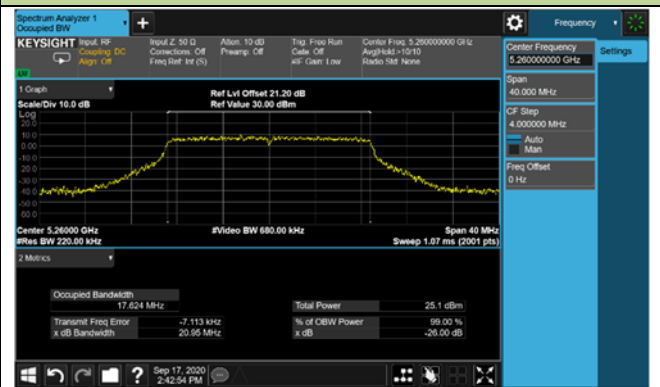 Spectrum Analyzer 1
Occupied BW
Frequency
KEYSIGHT
Input: RF
Coupling: DC
Align: Off
Input Z: 50 Ω
Corrections: Off
Freq Ref: Int (S)
Atten: 10 dB
Preamp: Off
Trig: Free Run
Gate: Off
#IF Gain: Low
Center Freq: 5.260000000 GHz
Avg|Hold:>10/10
Radio Std: None
Center Frequency
5.260000000 GHz
Settings
Span
40.000 MHz
CF Step
4.000000 MHz
Auto
Man
Freq Offset
0 Hz
1 Graph
Scale/Div 10.0 dB
Ref Lvl Offset 21.20 dB
Ref Value 30.00 dBm
Log
20.0
10.0
0.00
-10.0
-20.0
-30.0
-40.0
-50.0
-60.0
Center 5.26000 GHz
#Video BW 680.00 kHz
Span 40 MHz
#Res BW 220.00 kHz
Sweep 1.07 ms (2001 pts)
2 Metrics
Occupied Bandwidth
17.624 MHz
Total Power
25.1 dBm
Transmit Freq Error
-7.113 kHz
% of OBW Power
99.00 %
x dB Bandwidth
20.95 MHz
x dB
-26.00 dB
Sep 17, 2020
2:42:54 PM